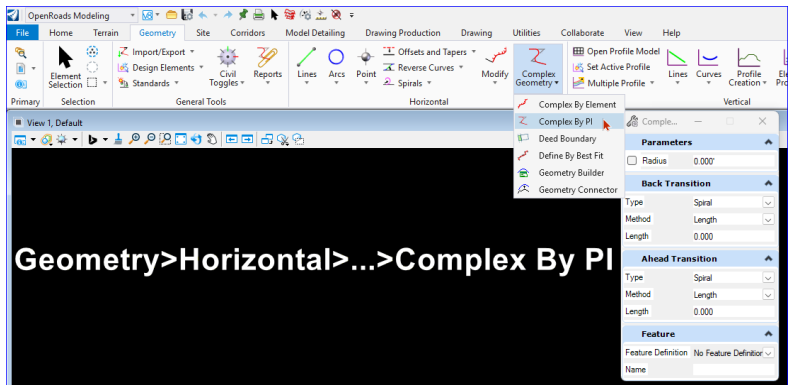 OpenRoads Modeling
File Home Terrain Geometry Site Corridors Model Detailing Drawing Production Drawing Utilities Collaborate View Help
Element Selection
Import/Export
Design Elements
Standards
Civil Toggles
Reports
Lines
Arcs
Point
Offsets and Tapers
Reverse Curves
Spirals
Modify
Complex Geometry
Open Profile Model
Set Active Profile
Multiple Profile
Lines
Curves
Profile Creation
Primary Selection General Tools Horizontal Vertical
Complex By Element
Complex By PI
Deed Boundary
Define By Best Fit
Geometry Builder
Geometry Connector
View 1, Default
Comple...
Parameters
Radius 0.000'
Back Transition
Type Spiral
Method Length
Length 0.000
Ahead Transition
Type Spiral
Method Length
Length 0.000
Feature
Feature Definition No Feature Definition
Name
Geometry>Horizontal>...>Complex By PI